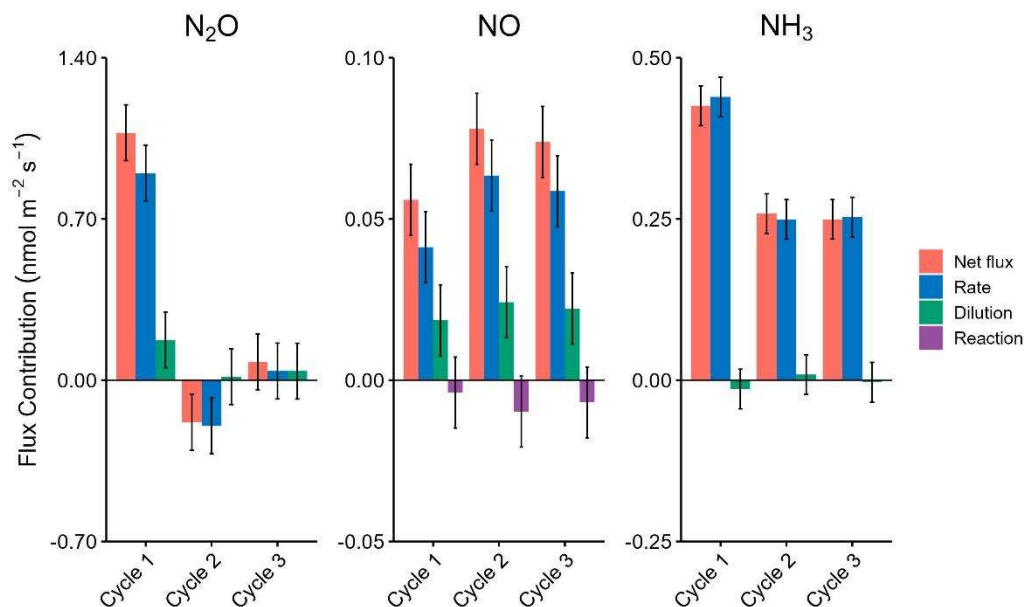 N₂O
NO
NH₃
Flux Contribution (nmol m⁻² s⁻¹)
1.40
0.70
0.00
-0.70
Cycle 1
Cycle 2
Cycle 3
0.10
0.05
0.00
-0.05
Cycle 1
Cycle 2
Cycle 3
0.50
0.25
0.00
-0.25
Cycle 1
Cycle 2
Cycle 3
Net flux
Rate
Dilution
Reaction